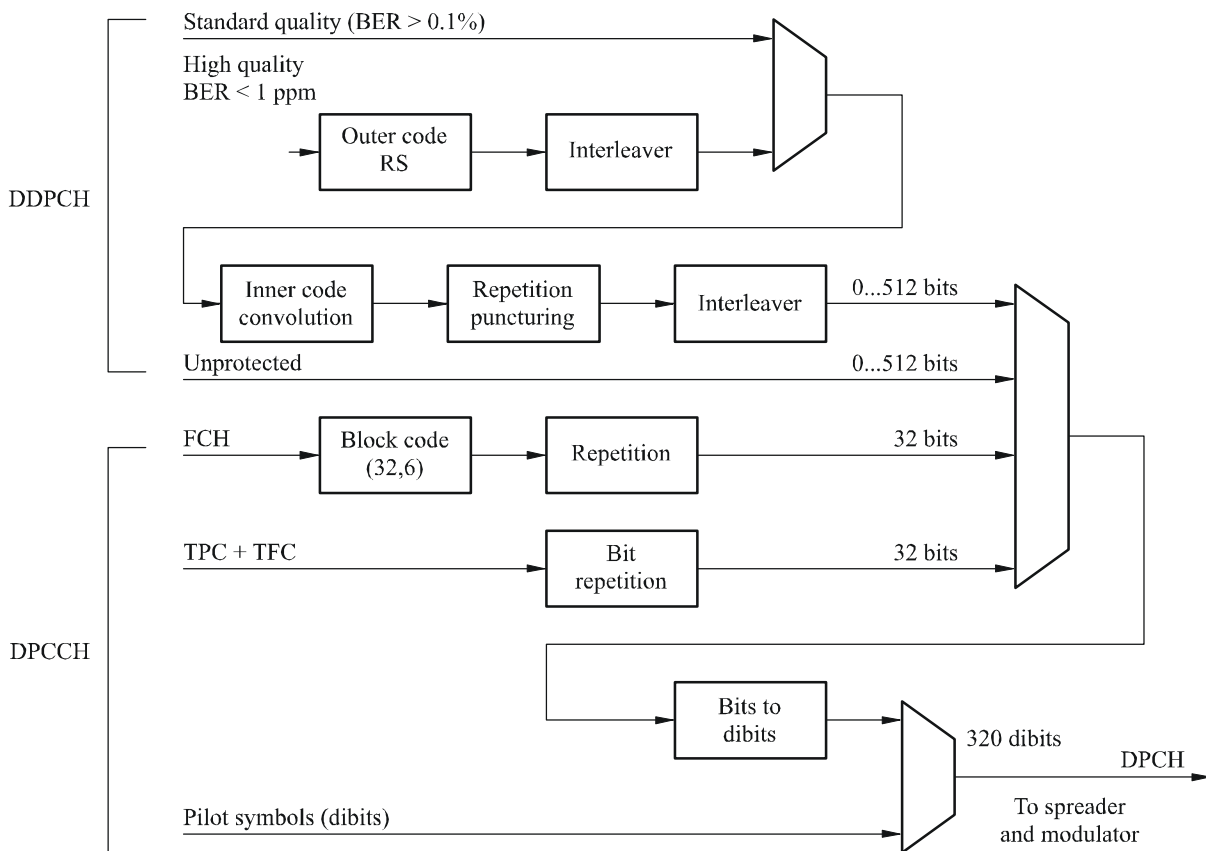 Standard quality (BER > 0.1%)
High quality
BER < 1 ppm
Outer code
RS
Interleaver
DDPCH
Inner code
convolution
Repetition
puncturing
Interleaver
0...512 bits
Unprotected
0...512 bits
FCH
Block code
(32,6)
Repetition
32 bits
TPC + TFC
Bit
repetition
32 bits
DPCCH
Bits to
dibits
320 dibits
DPCH
Pilot symbols (dibits)
To spreader
and modulator